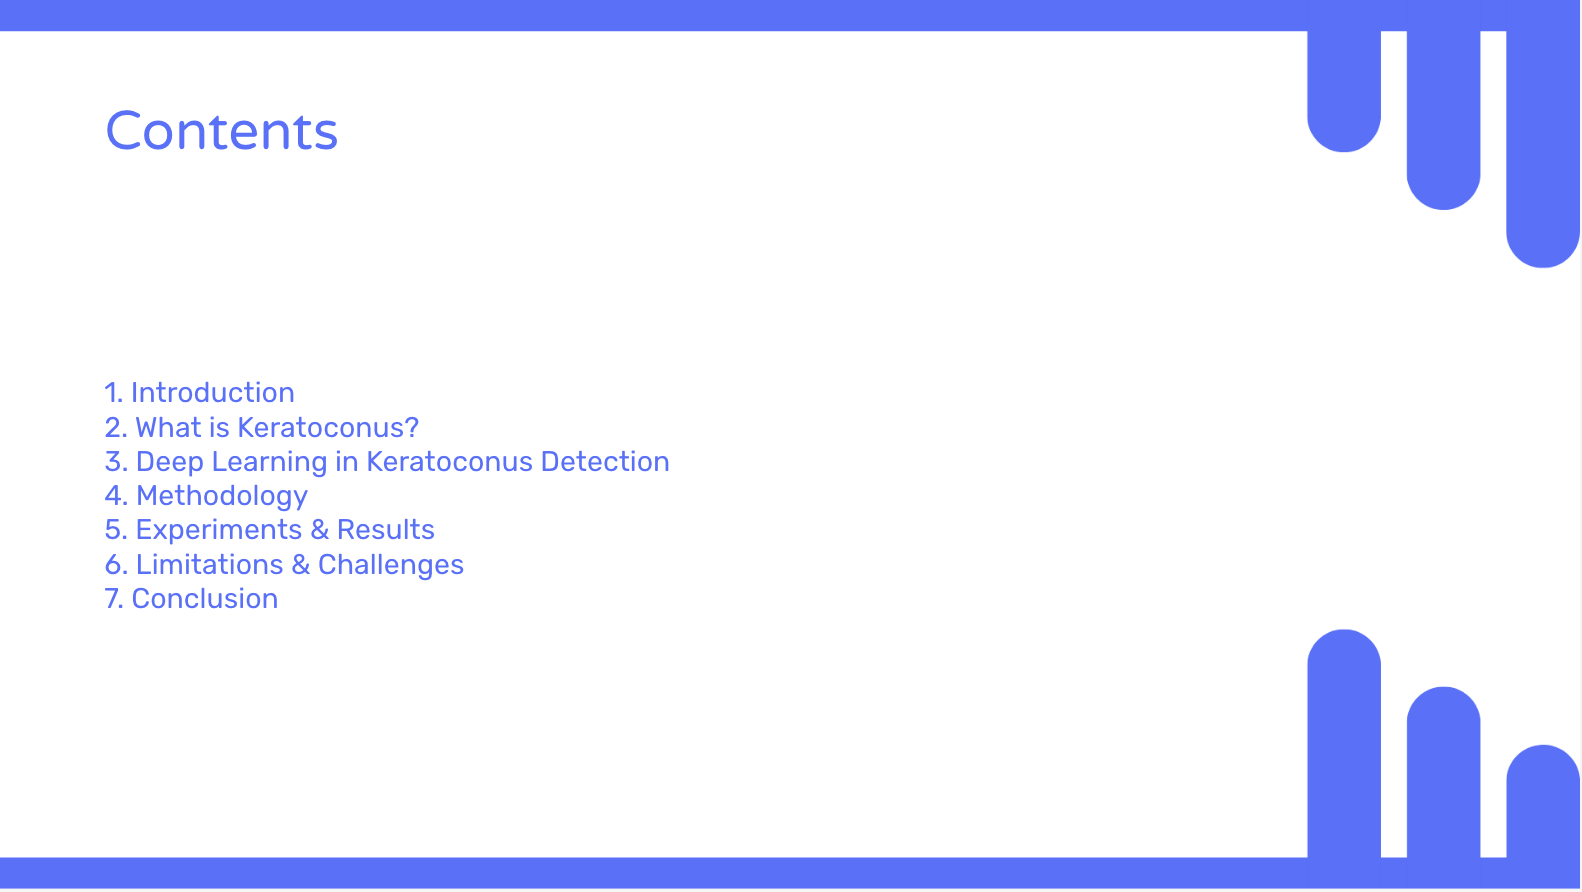 Contents
1. Introduction
2. What is Keratoconus?
3. Deep Learning in Keratoconus Detection
4. Methodology
5. Experiments & Results
6. Limitations & Challenges
7. Conclusion